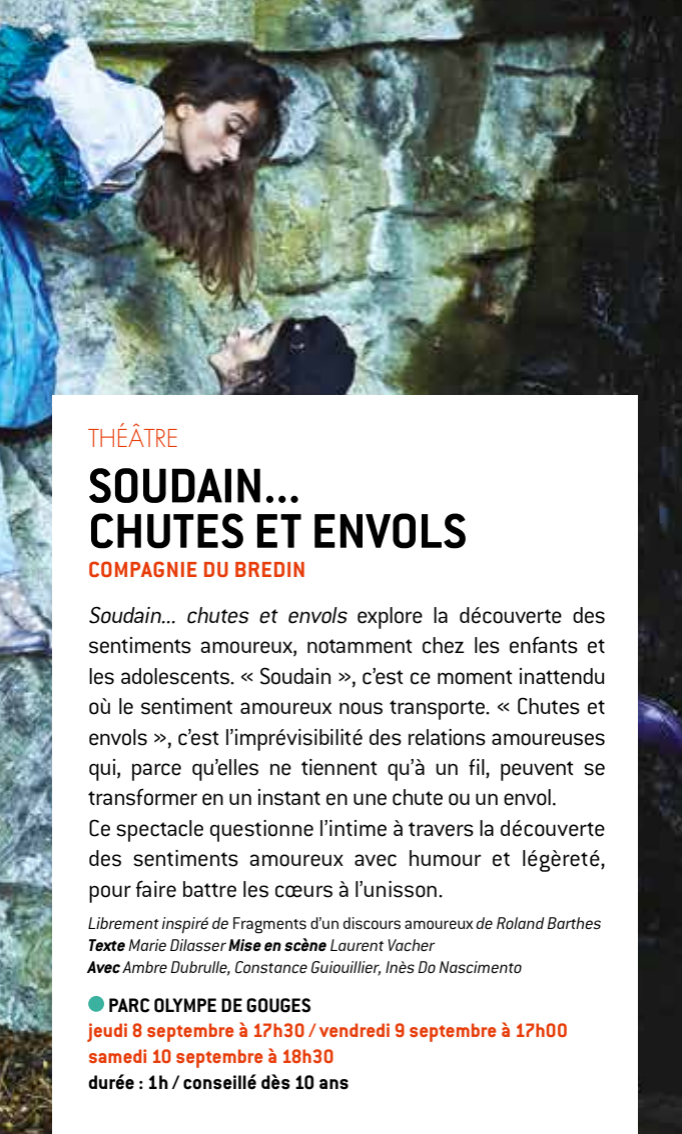 THÉÂTRE
SOUDAIN...
CHUTES ET ENVOLS
COMPAGNIE DU BREDIN
Soudain... chutes et envols explore la découverte des
sentiments amoureux, notamment chez les enfants et
les adolescents. « Soudain », c’est ce moment inattendu
où le sentiment amoureux nous transporte. « Chutes et
envols », c’est l’imprévisibilité des relations amoureuses
qui, parce qu’elles ne tiennent qu’à un fil, peuvent se
transformer en un instant en une chute ou un envol.
Ce spectacle questionne l’intime à travers la découverte
des sentiments amoureux avec humour et légèreté,
pour faire battre les cœurs à l’unisson.
Librement inspiré de Fragments d’un discours amoureux de Roland Barthes
Texte Marie Dilasser Mise en scène Laurent Vacher
Avec Ambre Dubrulle, Constance Guiouillier, Inès Do Nascimento
PARC OLYMPE DE GOUGES
jeudi 8 septembre à 17h30 / vendredi 9 septembre à 17h00
samedi 10 septembre à 18h30
durée : 1h / conseillé dès 10 ans